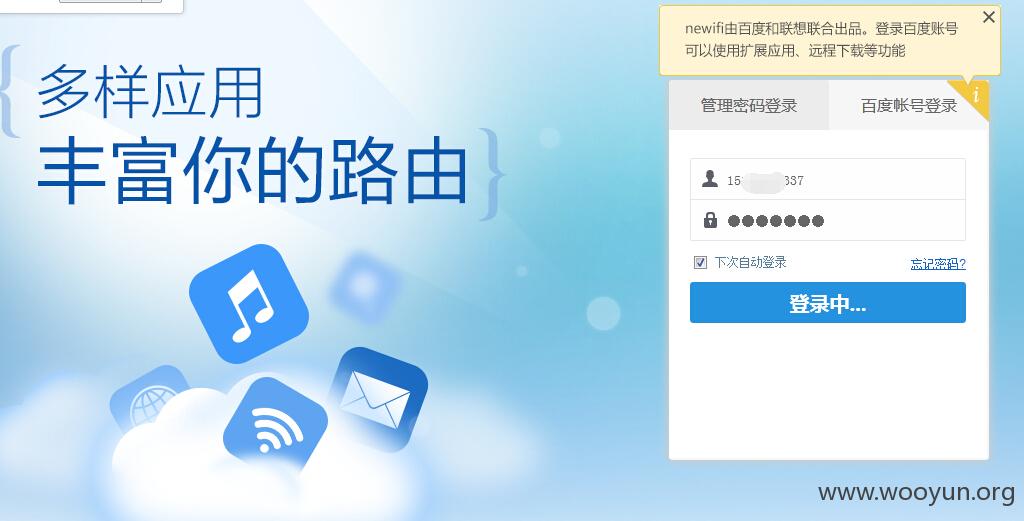 newifi由百度和联想联合出品。登录百度账号
可以使用扩展应用、远程下载等功能
多样应用
丰富你的路由
管理密码登录
百度帐号登录
i
下次自动登录
忘记密码?
登录中...
www.wooyun.org